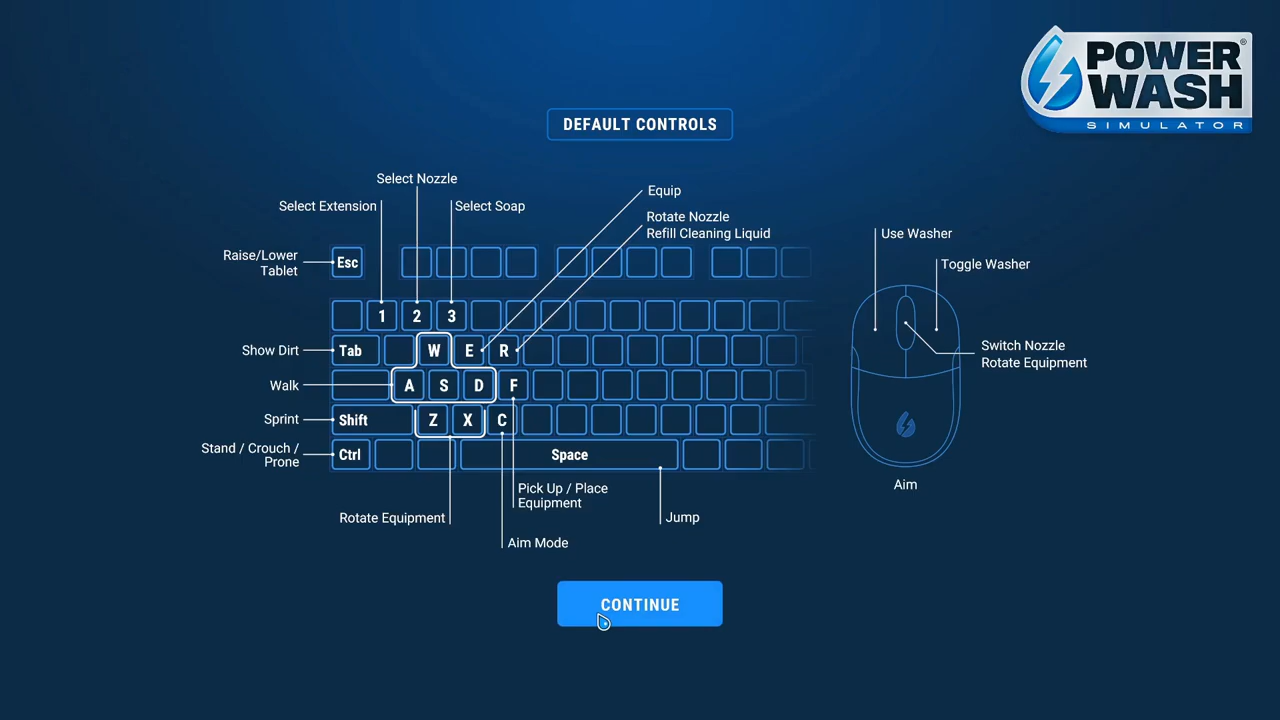 POWER
WASH
SIMULATOR
®
DEFAULT CONTROLS
Select Nozzle
Select Extension
Select Soap
Equip
Rotate Nozzle
Refill Cleaning Liquid
Raise/Lower
Tablet
Esc
1 2 3
Show Dirt
Tab W E R
Walk
A S D F
Sprint
Shift Z X C
Stand / Crouch /
Prone
Ctrl Space
Rotate Equipment
Pick Up / Place
Equipment
Aim Mode
Jump
Use Washer
Toggle Washer
Switch Nozzle
Rotate Equipment
Aim
CONTINUE